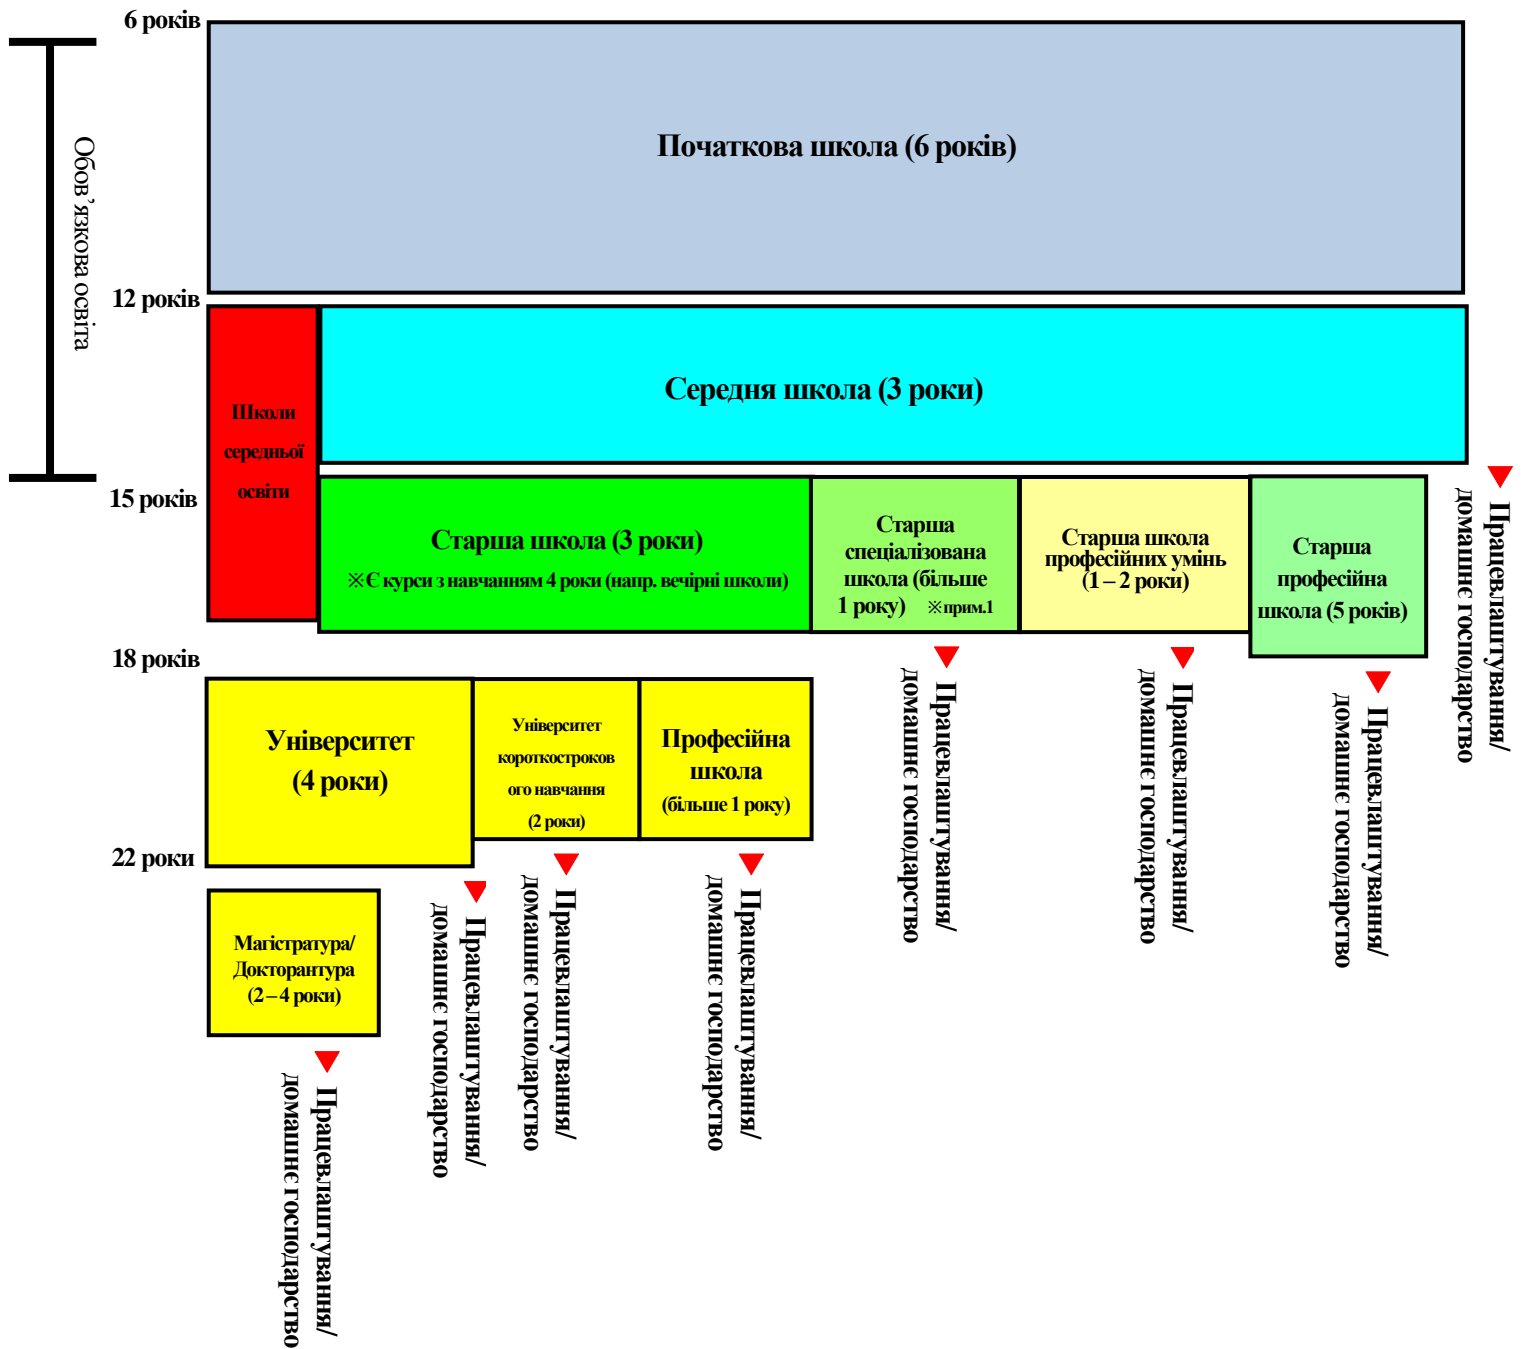 6 років
Обов’язкова освіта
Початкова школа (6 років)
12 років
Школи
середньої
освіти
Середня школа (3 роки)
15 років
Старша школа (3 роки)
※Є курси з навчанням 4 роки (напр. вечірні школи)
Старша
спеціалізована
школа (більше
1 року) ※прим.1
Старша школа
професійних умінь
(1 – 2 роки)
Старша
професійна
школа (5 років)
Працевлаштування/
домашнє господарство
18 років
Університет
(4 роки)
Університет
короткостроков
ого навчання
(2 роки)
Професійна
школа
(більше 1 року)
Працевлаштування/
домашнє господарство
Працевлаштування/
домашнє господарство
Працевлаштування/
домашнє господарство
22 роки
Магістратура/
Докторантура
(2 – 4 роки)
Працевлаштування/
домашнє господарство
Працевлаштування/
домашнє господарство
Працевлаштування/
домашнє господарство
Працевлаштування/
домашнє господарство